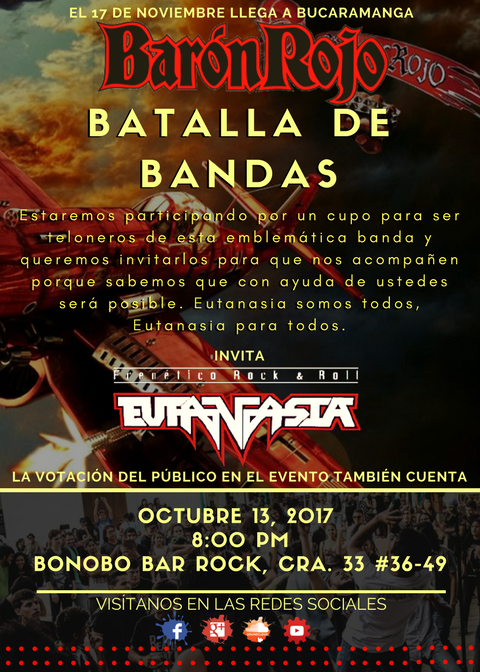 EL 17 DE NOVIEMBRE LLEGA A BUCARAMANGA
Barón Rojo
ROJO
BATALLA DE
BANDAS
Estaremos participando por un cupo para ser
teloneros de esta emblemática banda y
queremos invitarlos para que nos acompañen
porque sabemos que con ayuda de ustedes
será posible. Eutanasia somos todos,
Eutanasia para todos.
INVITA
Frenético Rock & Roll
EUTANASIA
LA VOTACIÓN DEL PÚBLICO EN EL EVENTO TAMBIÉN CUENTA
OCTUBRE 13, 2017
8:00 PM
BONOBO BAR ROCK, CRA. 33 #36-49
VISÍTANOS EN LAS REDES SOCIALES